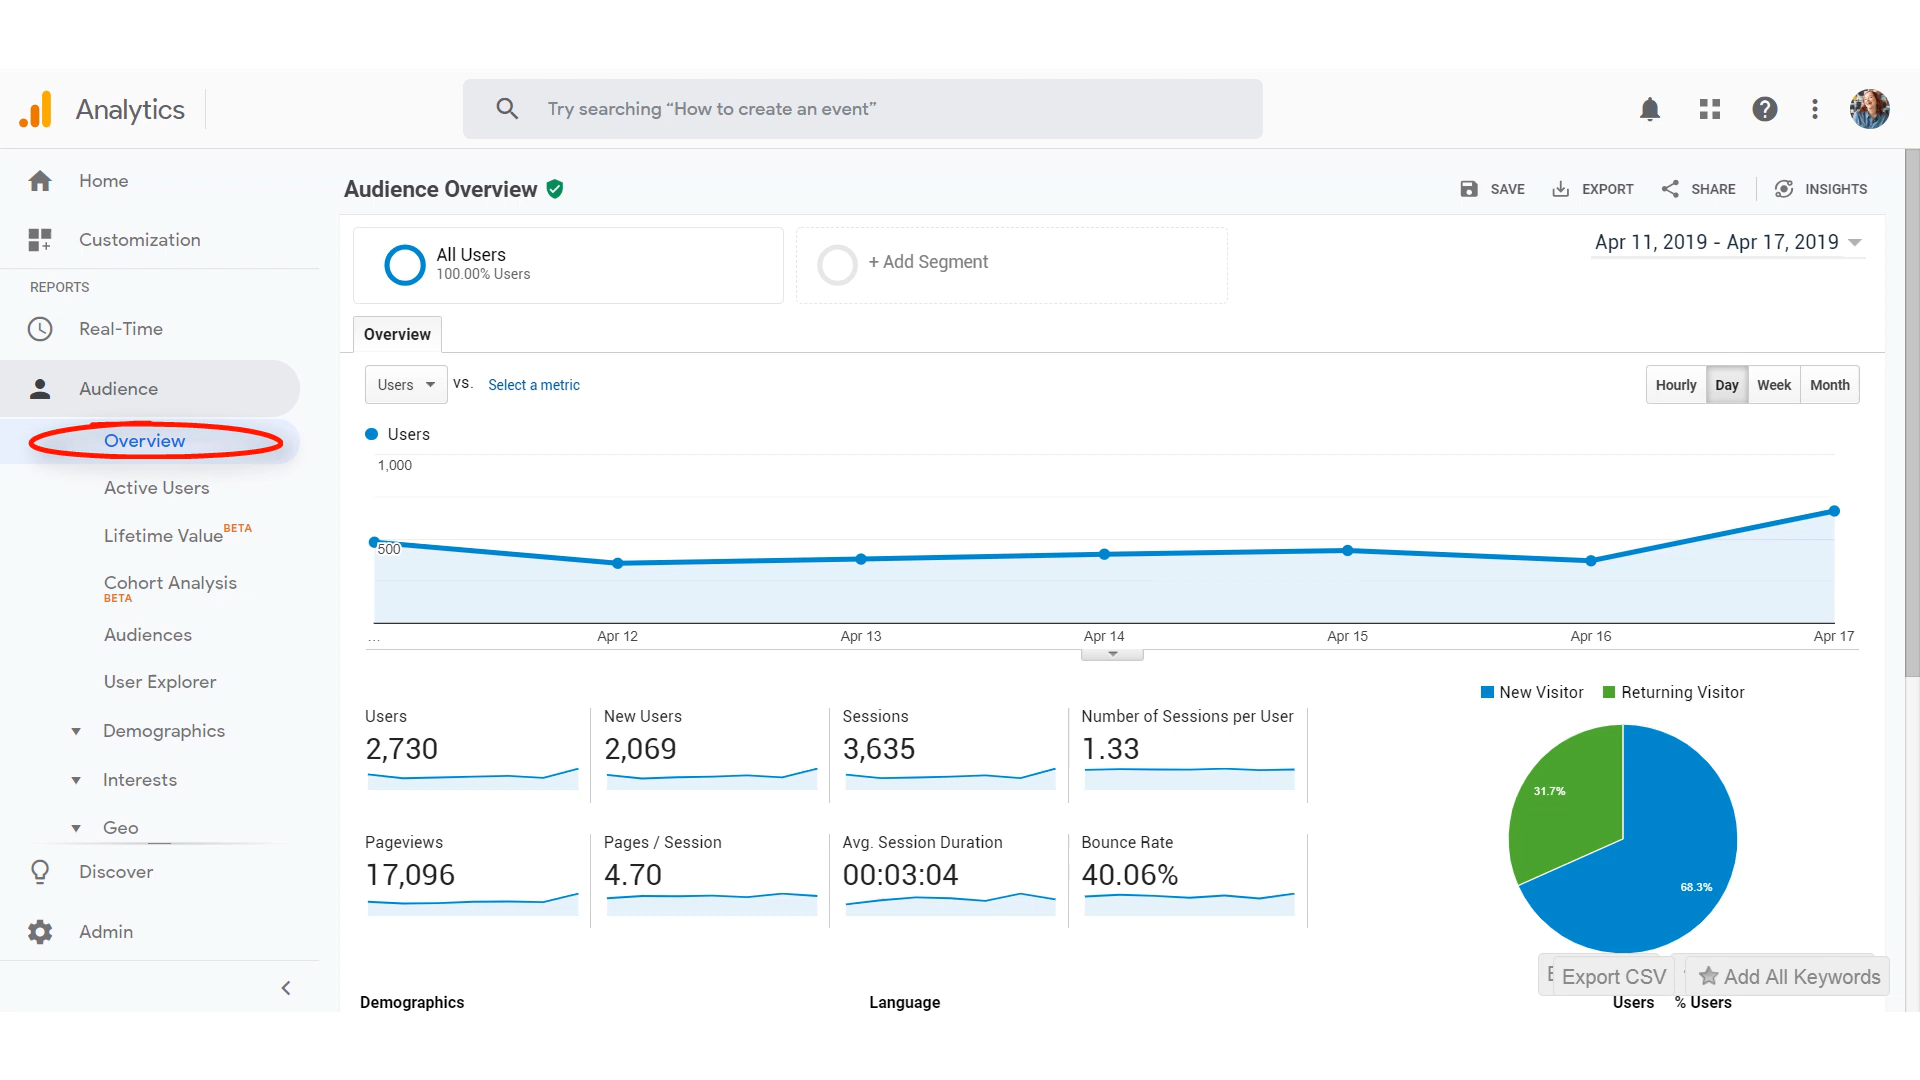 Analytics
Try searching “How to create an event”
Home
Customization
REPORTS
Real-Time
Audience
Overview
Active Users
Lifetime Value BETA
Cohort Analysis
BETA
Audiences
User Explorer
Demographics
Interests
Geo
Discover
Admin
Audience Overview
SAVE EXPORT SHARE INSIGHTS
All Users
100.00% Users
+ Add Segment
Apr 11, 2019 - Apr 17, 2019
Overview
Users VS. Select a metric
Hourly Day Week Month
Users
1,000
500
... Apr 12 Apr 13 Apr 14 Apr 15 Apr 16 Apr 17
Users
2,730
New Users
2,069
Sessions
3,635
Number of Sessions per User
1.33
Pageviews
17,096
Pages / Session
4.70
Avg. Session Duration
00:03:04
Bounce Rate
40.06%
New Visitor Returning Visitor
31.7%
68.3%
Export CSV Add All Keywords
Demographics Language Users % Users